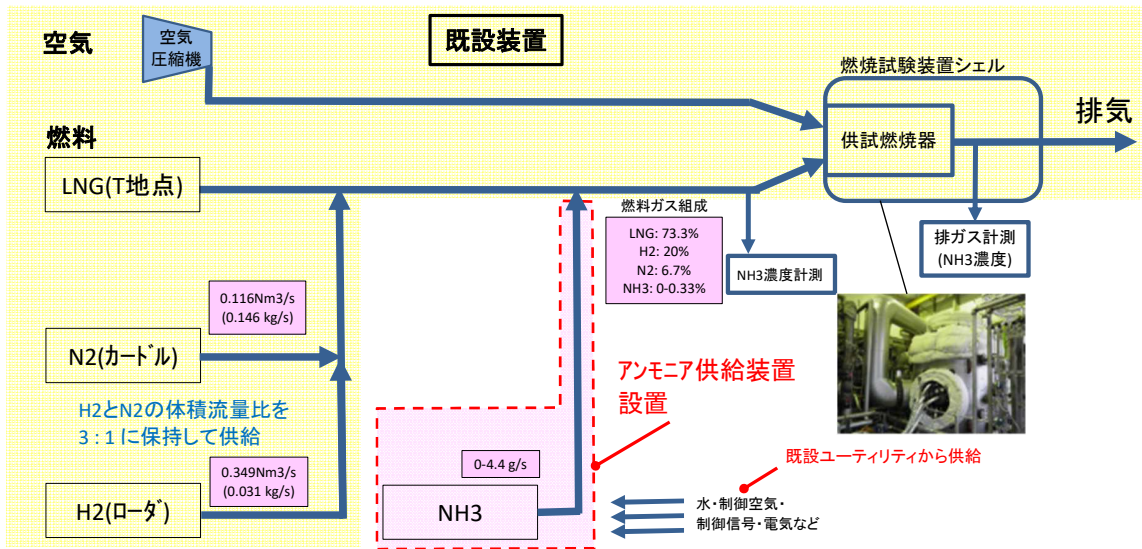 空気
空気
圧縮機
既設装置
燃焼試験装置シェル
供試燃焼器
排気
燃料
LNG(T地点)
燃料ガス組成
LNG: 73.3%
H2: 20%
N2: 6.7%
NH3: 0-0.33%
NH3濃度計測
排ガス計測
(NH3濃度)
0.116Nm3/s
(0.146 kg/s)
N2(ｶｰﾄﾞﾙ)
H2とN2の体積流量比を
3:1に保持して供給
0.349Nm3/s
(0.031 kg/s)
H2(ﾛｰﾀﾞ)
アンモニア供給装置
設置
0-4.4 g/s
NH3
既設ユーティリティから供給
水・制御空気・
制御信号・電気など